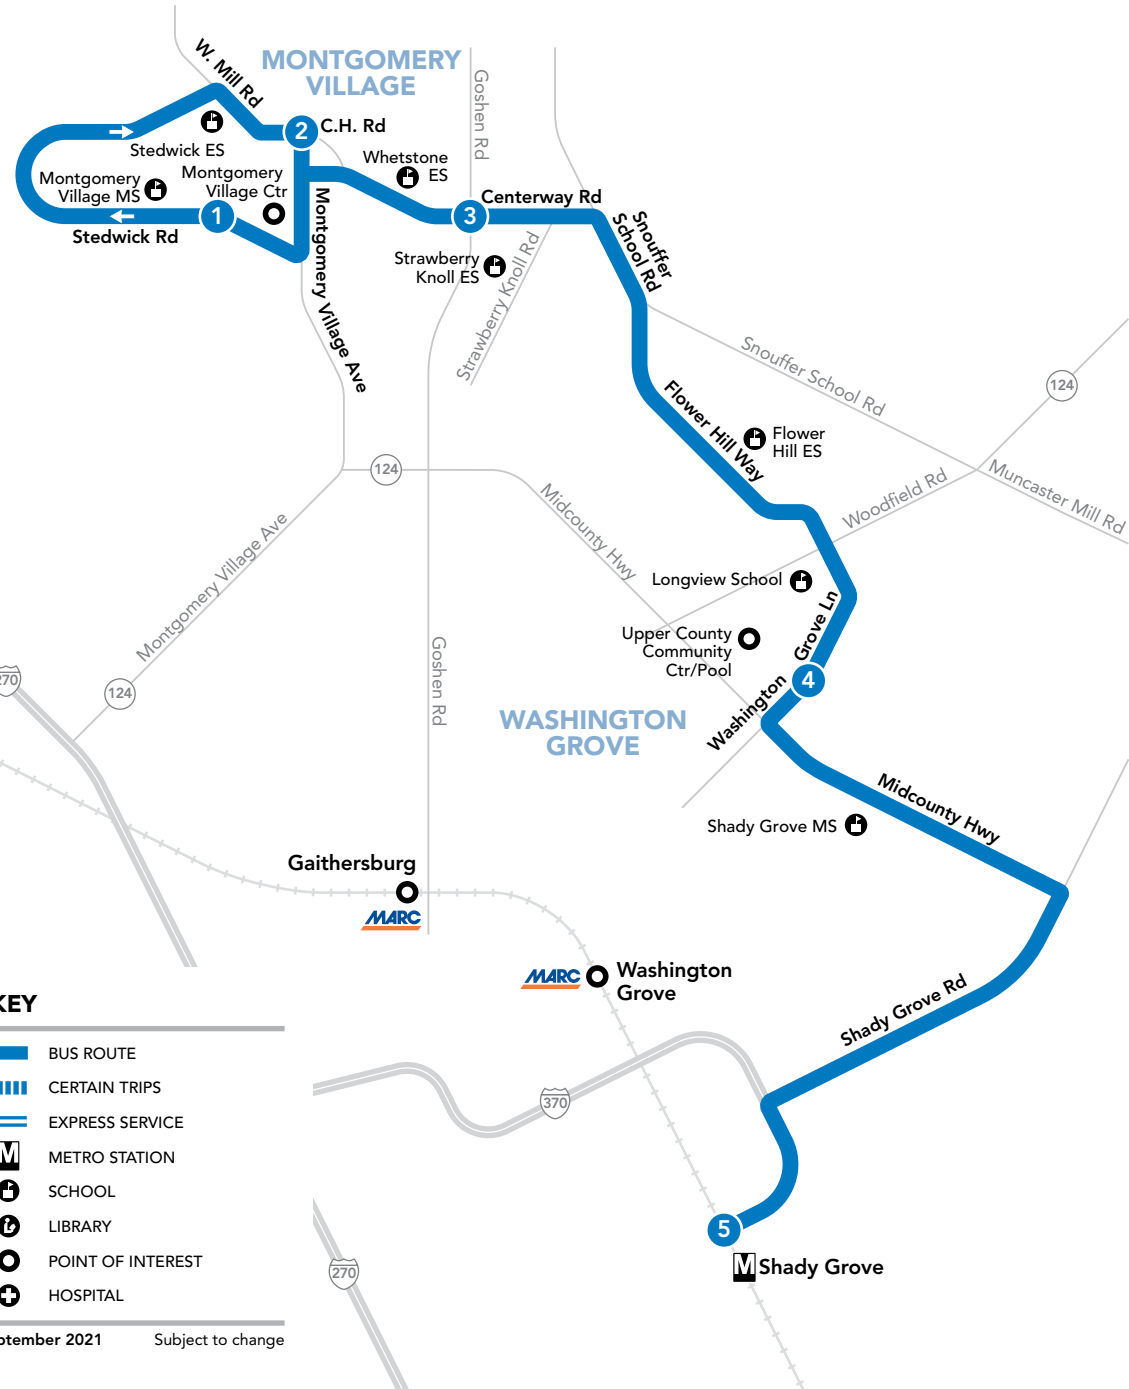 W. Mill Rd
MONTGOMERY
VILLAGE
Goshen Rd
2
C.H. Rd
Stedwick ES
Whetstone
ES
Montgomery
Village MS
Montgomery
Village Ctr
1
3
Centerway Rd
Stedwick Rd
Montgomery Village Ave
Snouffer
School Rd
Strawberry
Knoll ES
Strawberry Knoll Rd
Snouffer School Rd
124
Flower Hill Way
Flower
Hill ES
124
Woodfield Rd
Muncaster Mill Rd
Midcounty Hwy
Montgomery Village Ave
Longview School
Grove Ln
Upper County
Community
Ctr/Pool
Goshen Rd
4
270
124
Washington
WASHINGTON
GROVE
Midcounty Hwy
Shady Grove MS
Gaithersburg
MARC
MARC
Washington
Grove
Shady Grove Rd
370
5
M Shady Grove
270
KEY
BUS ROUTE
CERTAIN TRIPS
EXPRESS SERVICE
M METRO STATION
SCHOOL
LIBRARY
POINT OF INTEREST
HOSPITAL
ptember 2021 Subject to change